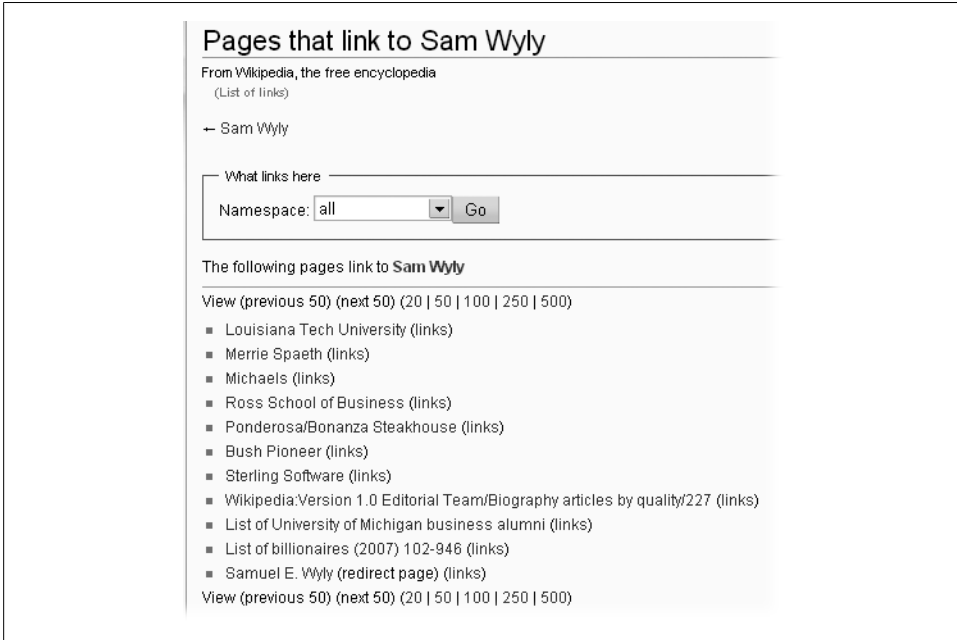 Pages that link to Sam Wyly
From Wikipedia, the free encyclopedia
(List of links)
← Sam Wyly
What links here
Namespace: all Go
The following pages link to Sam Wyly
View (previous 50) (next 50) (20 | 50 | 100 | 250 | 500)
■ Louisiana Tech University (links)
■ Merrie Spaeth (links)
■ Michaels (links)
■ Ross School of Business (links)
■ Ponderosa/Bonanza Steakhouse (links)
■ Bush Pioneer (links)
■ Sterling Software (links)
■ Wikipedia:Version 1.0 Editorial Team/Biography articles by quality/227 (links)
■ List of University of Michigan business alumni (links)
■ List of billionaires (2007) 102-946 (links)
■ Samuel E. Wyly (redirect page) (links)
View (previous 50) (next 50) (20 | 50 | 100 | 250 | 500)